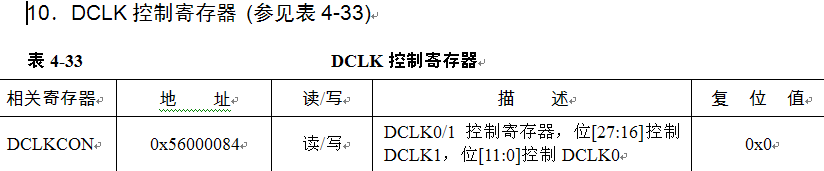 10．DCLK 控制寄存器 (参见表 4-33)
表 4-33 DCLK 控制寄存器
相关寄存器 地 址 读/写 描 述 复 位 值
DCLKCON 0x56000084 读/写 DCLK0/1 控制寄存器，位[27:16]控制 0x0
DCLK1，位[11:0]控制 DCLK0